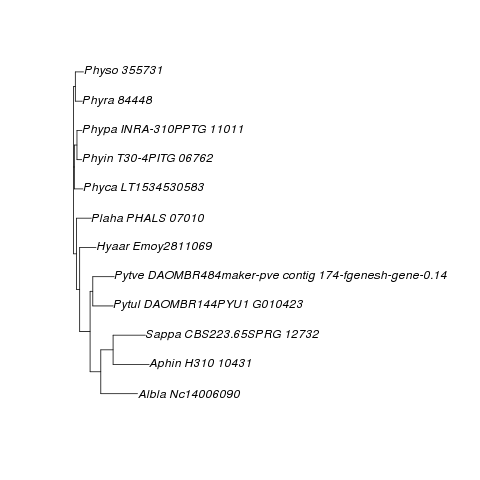 Physo 355731
Phyra 84448
Phypa INRA-310PPTG 11011
Phyin T30-4PITG 06762
Phyca LT1534530583
Plaha PHALS 07010
Hyaar Emoy2811069
Pytve DAOMBR484maker-pve contig 174-fgenesh-gene-0.14
Pytul DAOMBR144PYU1 G010423
Sappa CBS223.65SPRG 12732
Aphin H310 10431
Albla Nc14006090